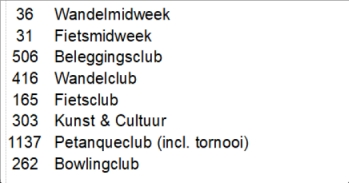 36 Wandelmidweek
31 Fietsmidweek
506 Beleggingsclub
416 Wandelclub
165 Fietsclub
303 Kunst & Cultuur
1137 Petanqueclub (incl. tornooi)
262 Bowlingclub